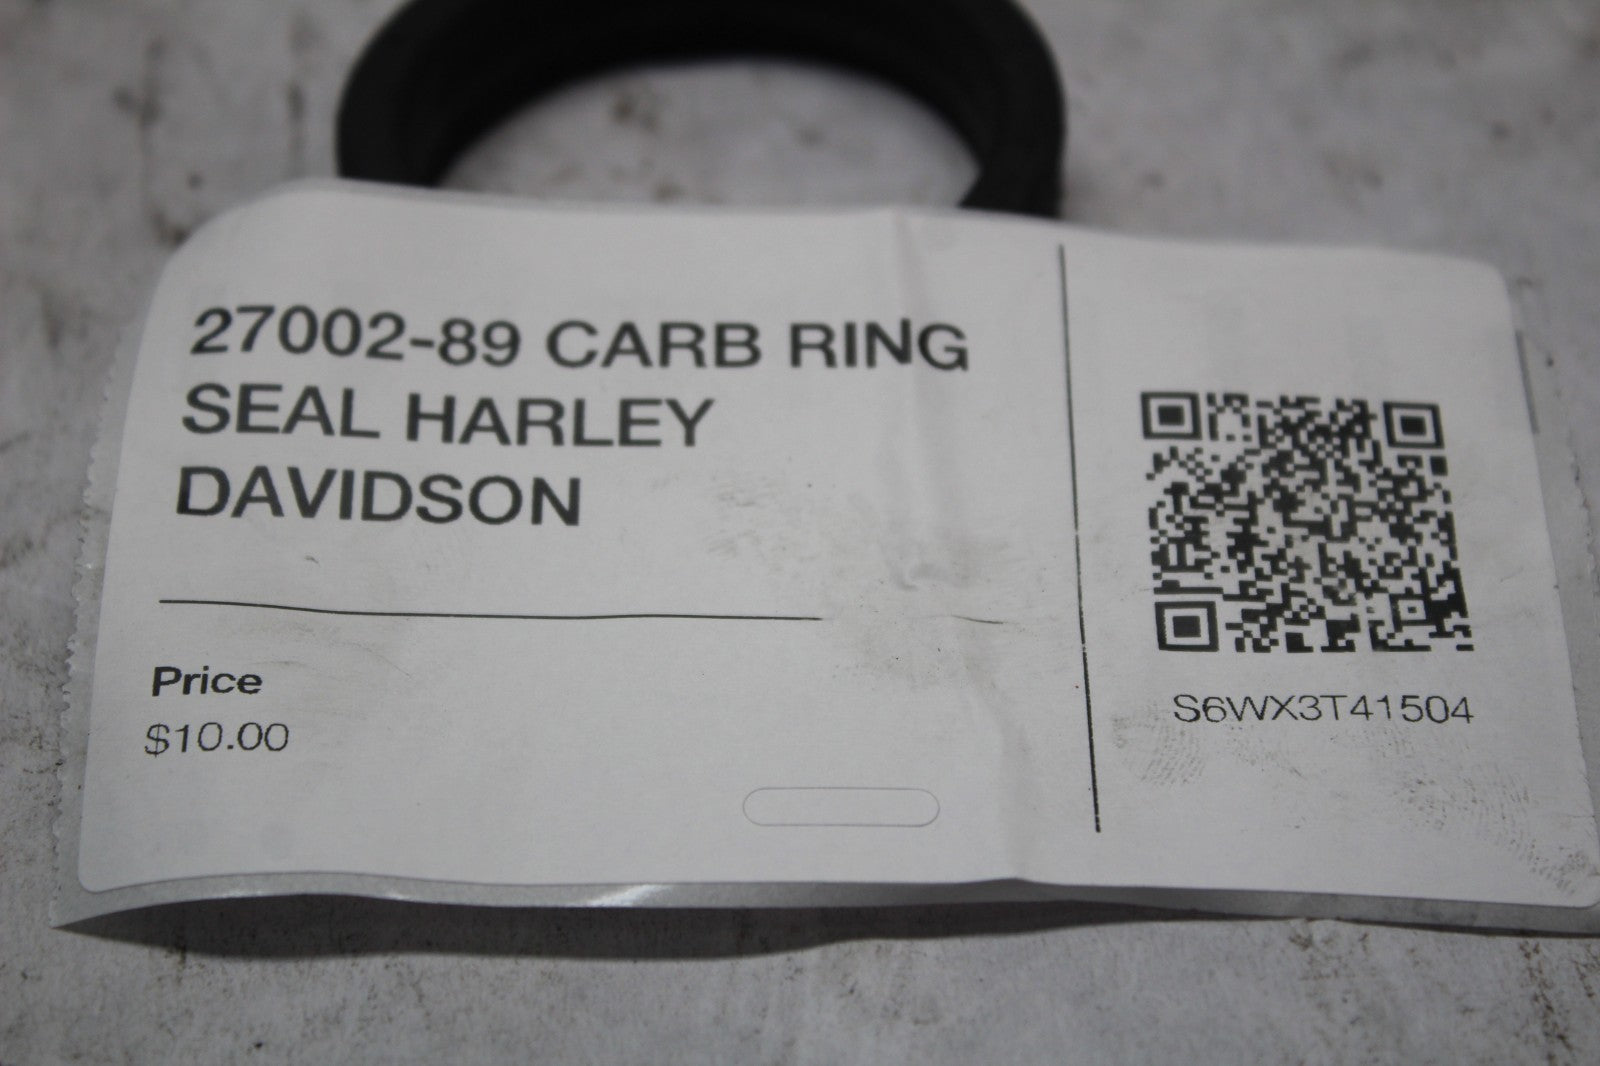 27002-89 CARB RING
SEAL HARLEY
DAVIDSON
Price
$10.00
S6WX3T41504